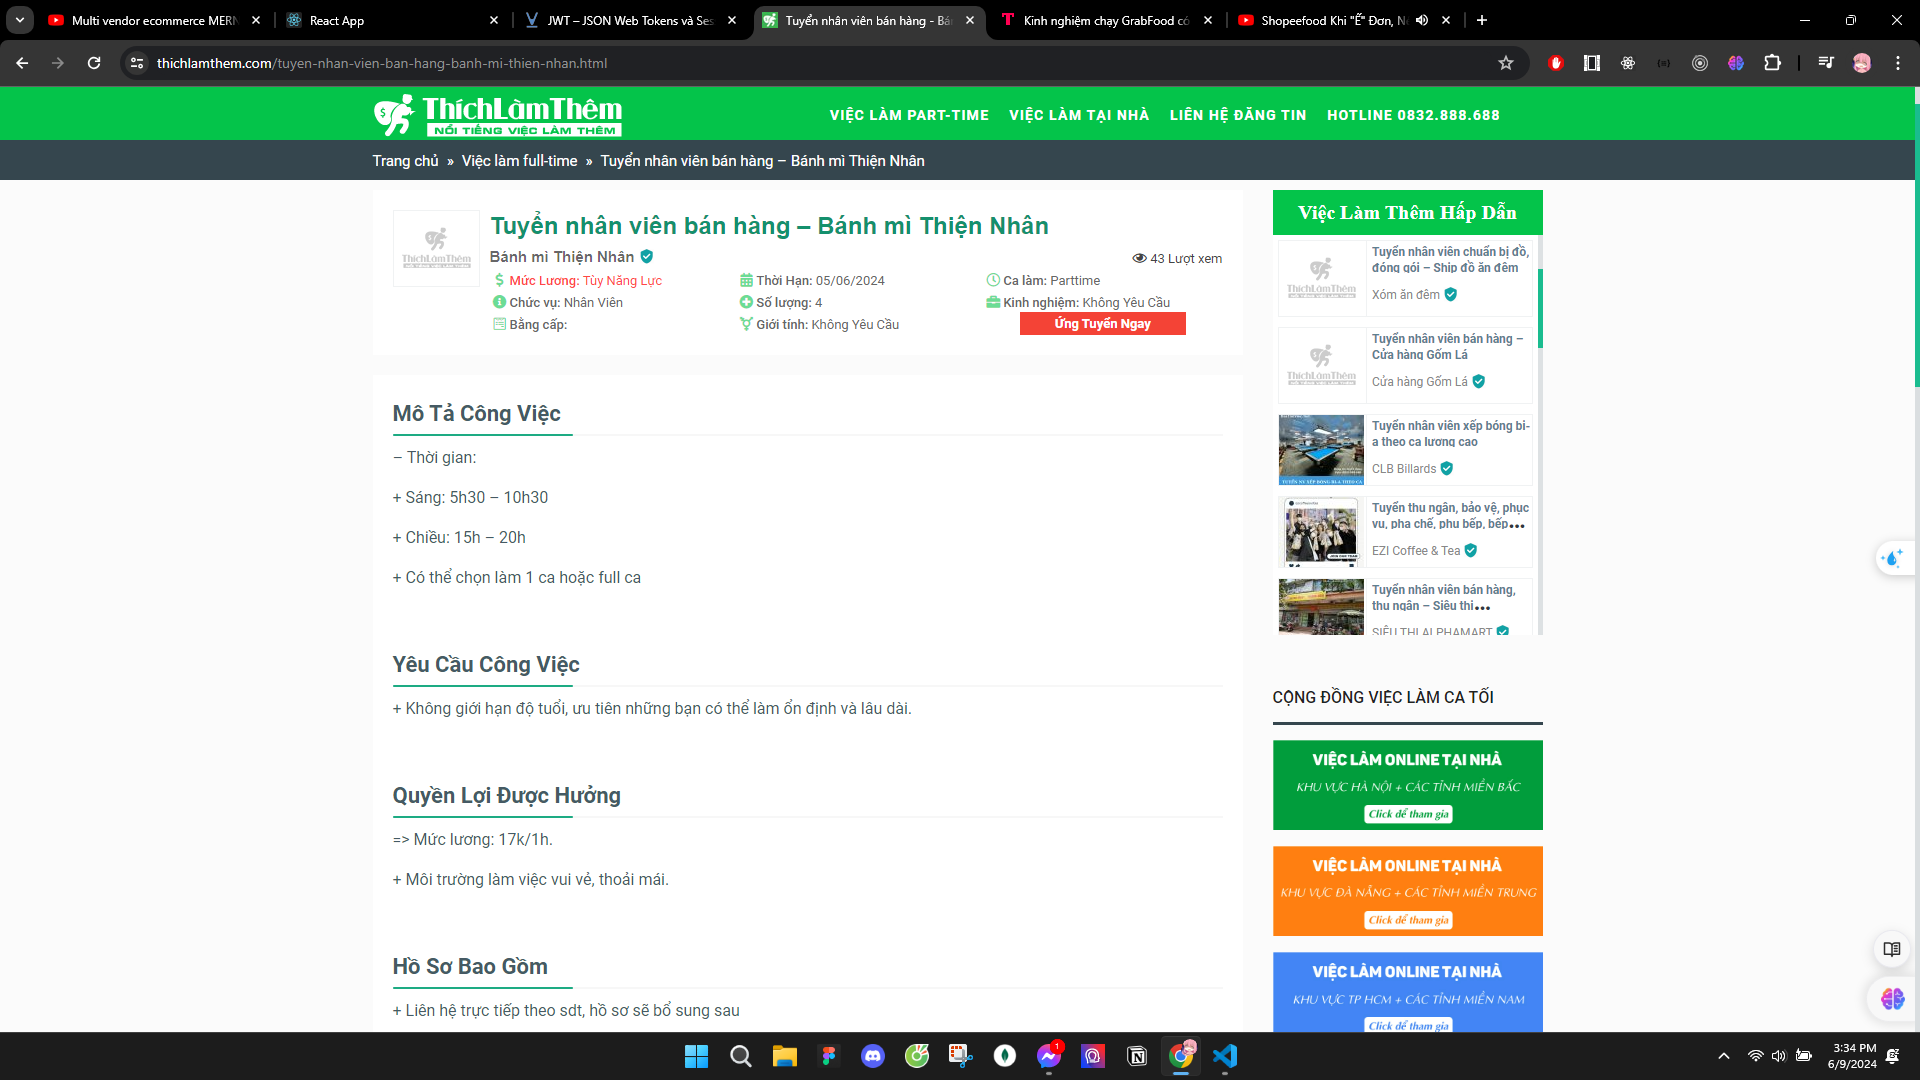 Multi vendor ecommerce MERN
React App
JWT – JSON Web Tokens và Ses
Tuyển nhân viên bán hàng - Bá
Kinh nghiệm chạy GrabFood có
Shopeefood Khi "Ế" Đơn, N
thichlamthem.com/tuyen-nhan-vien-ban-hang-banh-mi-thien-nhan.html
ThíchLàmThêm
NỔI TIẾNG VIỆC LÀM THÊM
VIỆC LÀM PART-TIME
VIỆC LÀM TẠI NHÀ
LIÊN HỆ ĐĂNG TIN
HOTLINE 0832.888.688
Trang chủ » Việc làm full-time » Tuyển nhân viên bán hàng – Bánh mì Thiện Nhân
Tuyển nhân viên bán hàng – Bánh mì Thiện Nhân
Bánh mì Thiện Nhân
43 Lượt xem
Mức Lương: Tùy Năng Lực
Thời Hạn: 05/06/2024
Ca làm: Parttime
Chức vụ: Nhân Viên
Số lượng: 4
Kinh nghiệm: Không Yêu Cầu
Bằng cấp:
Giới tính: Không Yêu Cầu
Ứng Tuyển Ngay
Mô Tả Công Việc
– Thời gian:
+ Sáng: 5h30 – 10h30
+ Chiều: 15h – 20h
+ Có thể chọn làm 1 ca hoặc full ca
Yêu Cầu Công Việc
+ Không giới hạn độ tuổi, ưu tiên những bạn có thể làm ổn định và lâu dài.
Quyền Lợi Được Hưởng
=> Mức lương: 17k/1h.
+ Môi trường làm việc vui vẻ, thoải mái.
Hồ Sơ Bao Gồm
+ Liên hệ trực tiếp theo sdt, hồ sơ sẽ bổ sung sau
Việc Làm Thêm Hấp Dẫn
Tuyển nhân viên chuẩn bị đồ,
đóng gói – Ship đồ ăn đêm
Xóm ăn đêm
Tuyển nhân viên bán hàng –
Cửa hàng Gốm Lá
Cửa hàng Gốm Lá
Tuyển nhân viên xếp bóng bi-
a theo ca lương cao
CLB Billards
Tuyển thu ngân, bảo vệ, phục
vụ, pha chế, phụ bếp, bếp...
EZI Coffee & Tea
Tuyển nhân viên bán hàng,
thu ngân – Siêu thị...
SIÊU THỊ ALPHAMART
CỘNG ĐỒNG VIỆC LÀM CA TỐI
VIỆC LÀM ONLINE TẠI NHÀ
KHU VỰC HÀ NỘI + CÁC TỈNH MIỀN BẮC
Click để tham gia
VIỆC LÀM ONLINE TẠI NHÀ
KHU VỰC ĐÀ NẴNG + CÁC TỈNH MIỀN TRUNG
Click để tham gia
VIỆC LÀM ONLINE TẠI NHÀ
KHU VỰC TP HCM + CÁC TỈNH MIỀN NAM
Click để tham gia
1
3:34 PM
6/9/2024